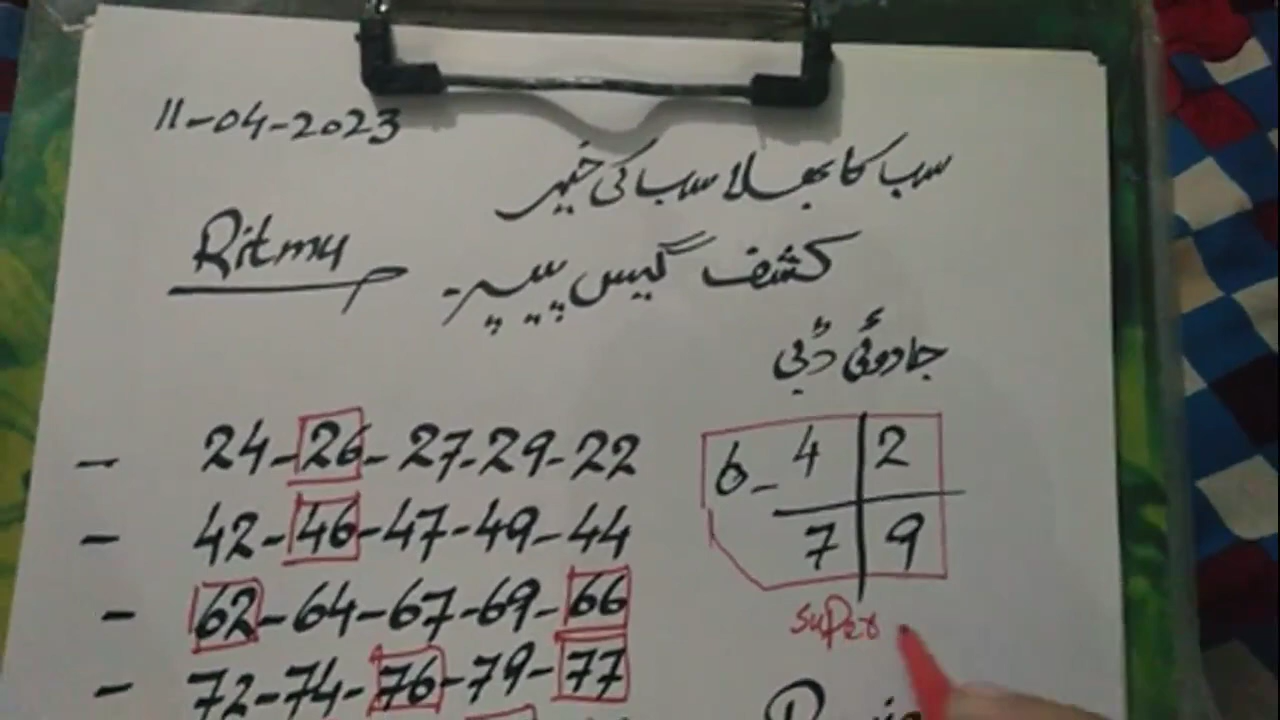 11-04-2023
سب کا بھلا سب کی خیر
Ritmu
کشف گیس پیپر۔
جادوئی ڈبی
24-26-27-29-22
6-4 2
- 42-46-47-49-44
7 9
- 62-64-67-69-66
super
- 72-74-76-79-77